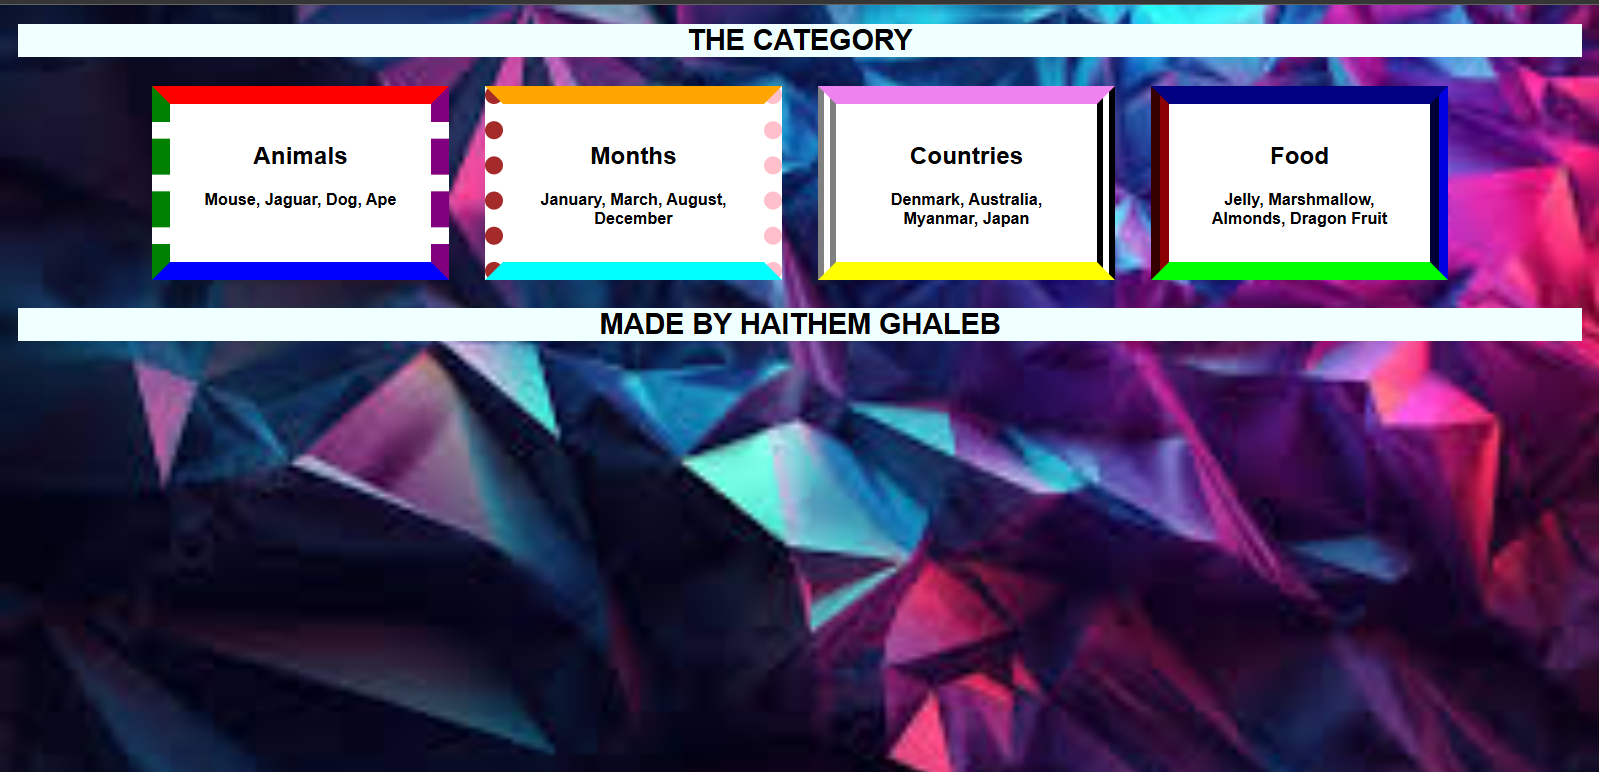 THE CATEGORY
Animals
Mouse, Jaguar, Dog, Ape
Months
January, March, August,
December
Countries
Denmark, Australia,
Myanmar, Japan
Food
Jelly, Marshmallow,
Almonds, Dragon Fruit
MADE BY HAITHEM GHALEB